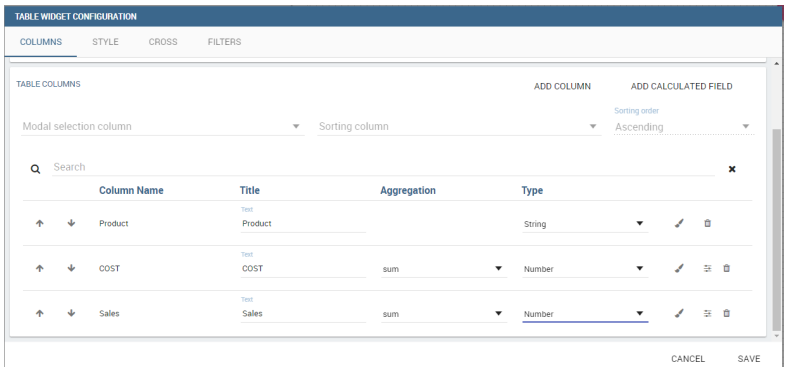 TABLE WIDGET CONFIGURATION
COLUMNS STYLE CROSS FILTERS
TABLE COLUMNS ADD COLUMN ADD CALCULATED FIELD
Sorting order
Modal selection column Sorting column Ascending
Search
Column Name Title Aggregation Type
Text
Product Product String
Text
COST COST sum Number
Text
Sales Sales sum Number
CANCEL SAVE